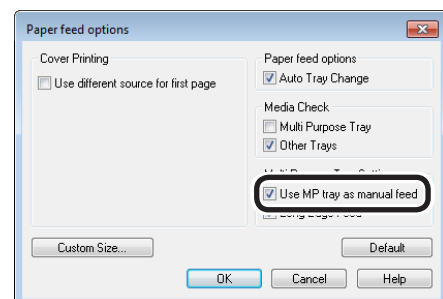 Paper feed options
Cover Printing
Use different source for first page
Paper feed options
Auto Tray Change
Media Check
Multi Purpose Tray
Other Trays
Use MP tray as manual feed
Custom Size...
Default
OK
Cancel
Help